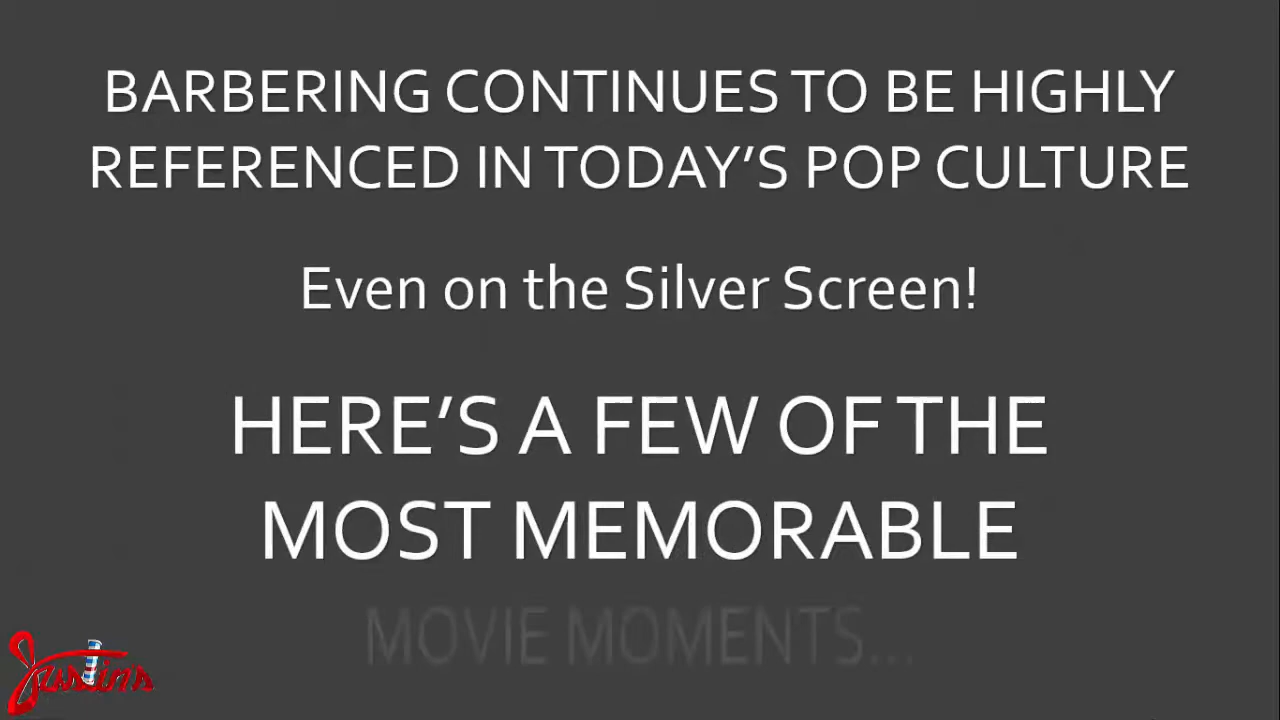 BARBERING CONTINUES TO BE HIGHLY
REFERENCED IN TODAY’S POP CULTURE
Even on the Silver Screen!
HERE’S A FEW OF THE
MOST MEMORABLE
MOVIE MOMENTS...
Justin's